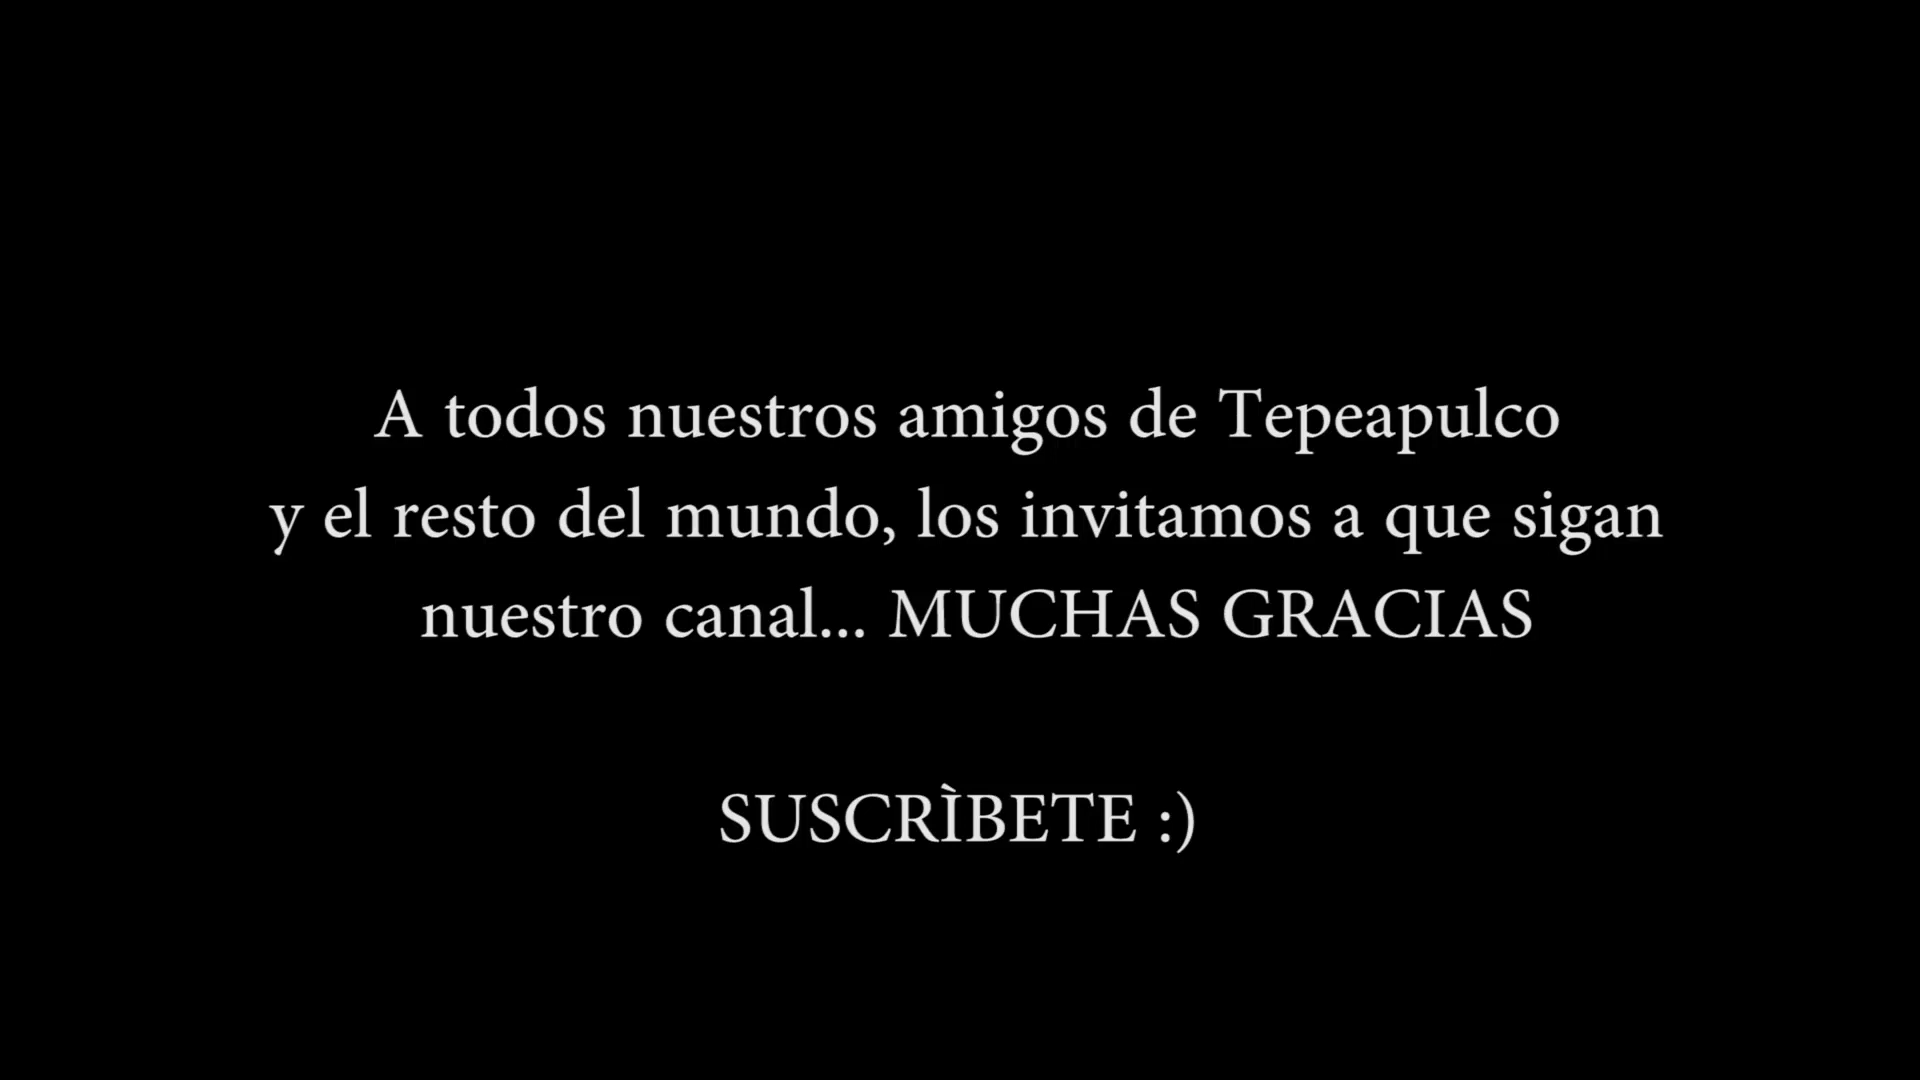 A todos nuestros amigos de Tepeapulco
y el resto del mundo, los invitamos a que sigan
nuestro canal... MUCHAS GRACIAS
SUSCRÌBETE :)